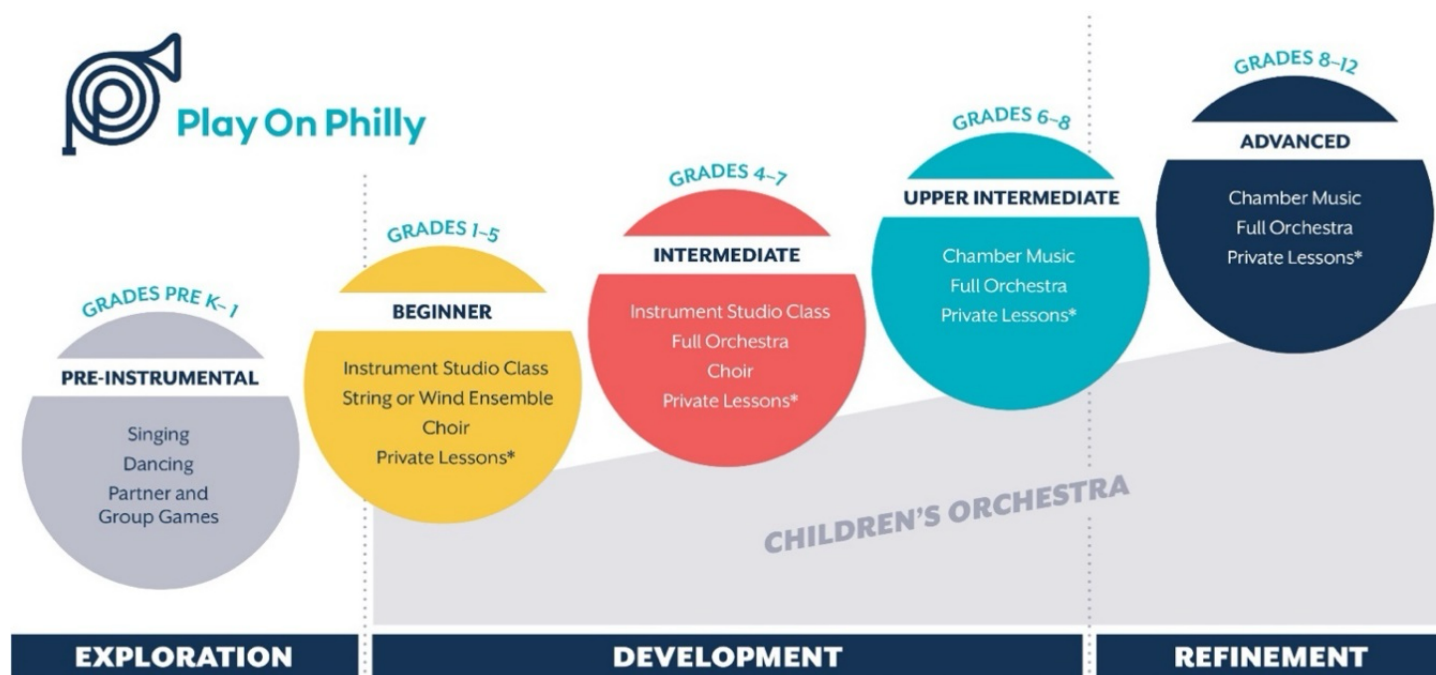 Play On Philly
GRADES PRE K–1
PRE-INSTRUMENTAL
Singing
Dancing
Partner and
Group Games
GRADES 1–5
BEGINNER
Instrument Studio Class
String or Wind Ensemble
Choir
Private Lessons*
GRADES 4–7
INTERMEDIATE
Instrument Studio Class
Full Orchestra
Choir
Private Lessons*
GRADES 6–8
UPPER INTERMEDIATE
Chamber Music
Full Orchestra
Private Lessons*
GRADES 8–12
ADVANCED
Chamber Music
Full Orchestra
Private Lessons*
CHILDREN'S ORCHESTRA
EXPLORATION
DEVELOPMENT
REFINEMENT